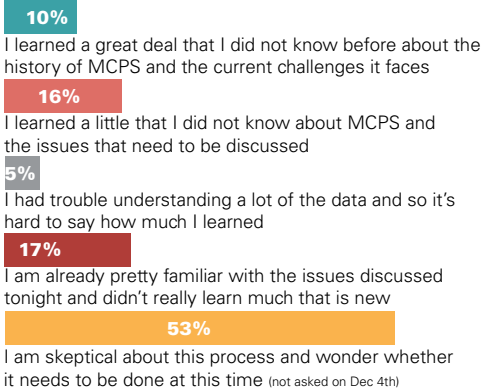 10%
I learned a great deal that I did not know before about the
history of MCPS and the current challenges it faces
16%
I learned a little that I did not know about MCPS and
the issues that need to be discussed
5%
I had trouble understanding a lot of the data and so it’s
hard to say how much I learned
17%
I am already pretty familiar with the issues discussed
tonight and didn’t really learn much that is new
53%
I am skeptical about this process and wonder whether
it needs to be done at this time (not asked on Dec 4th)